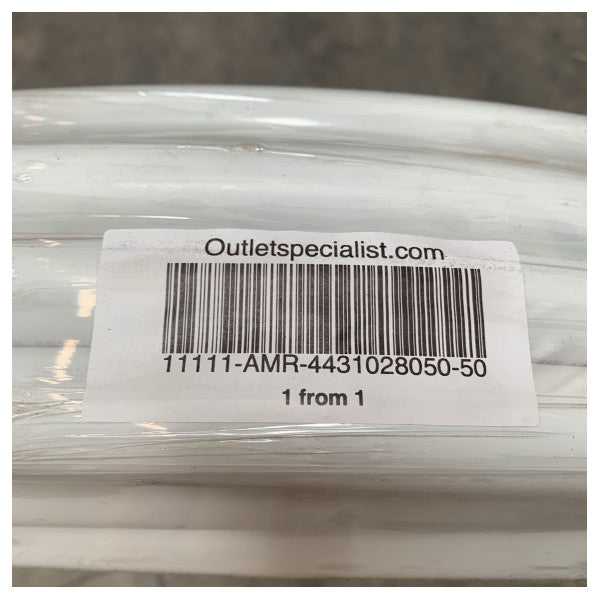 Outletspecialist.com
11111-AMR-4431028050-50
1 from 1